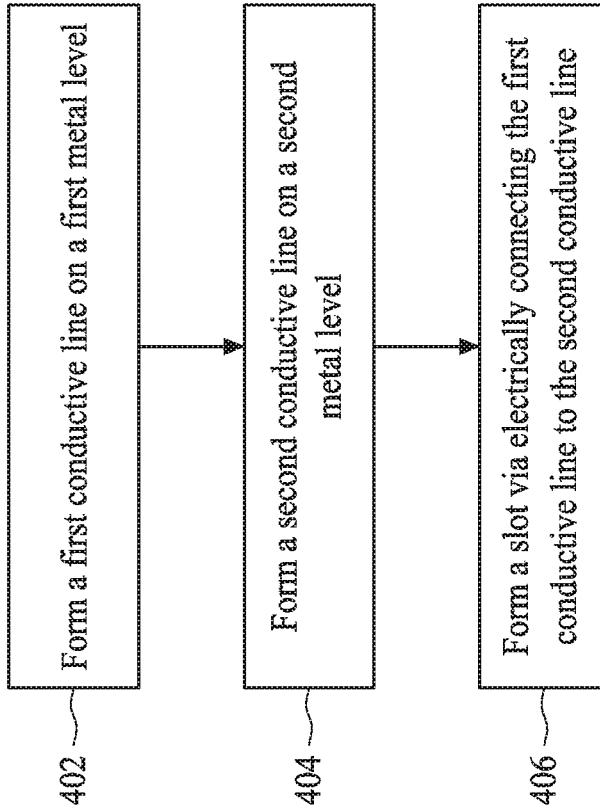 402
Form a first conductive line on a first metal level
404
Form a second conductive line on a second
metal level
406
Form a slot via electrically connecting the first
conductive line to the second conductive line